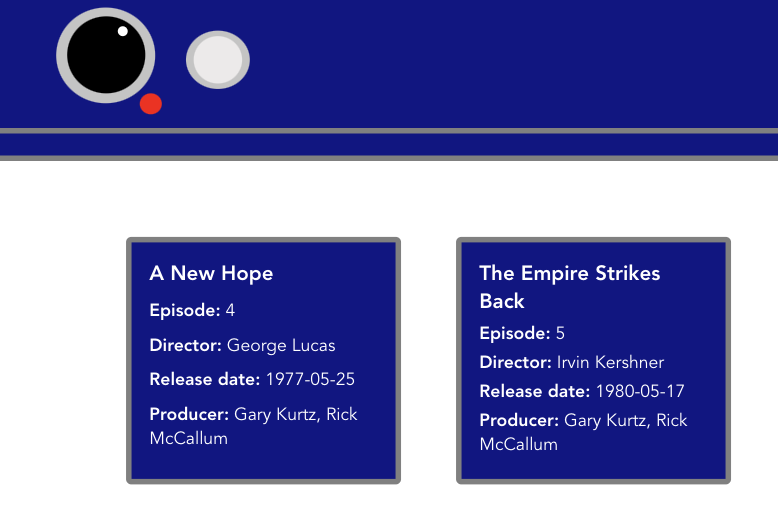 A New Hope
Episode: 4
Director: George Lucas
Release date: 1977-05-25
Producer: Gary Kurtz, Rick
McCallum
The Empire Strikes
Back
Episode: 5
Director: Irvin Kershner
Release date: 1980-05-17
Producer: Gary Kurtz, Rick
McCallum